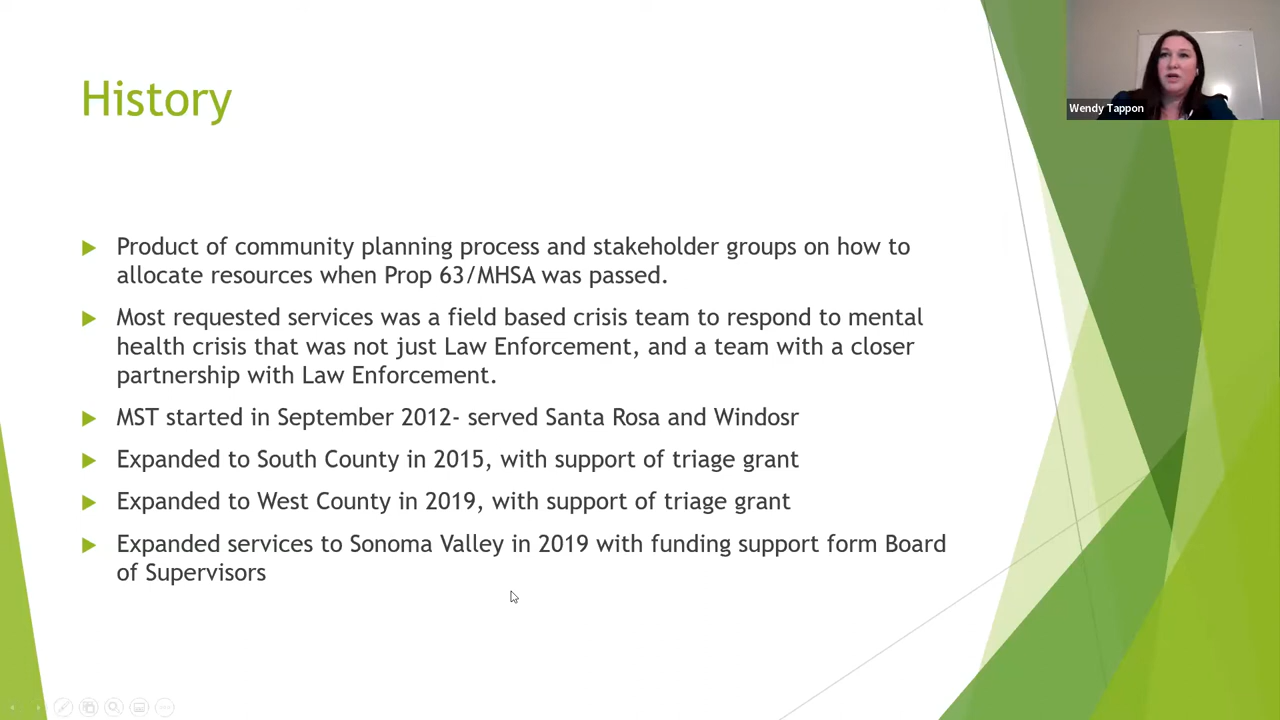 History
Wendy Tappon
Product of community planning process and stakeholder groups on how to
allocate resources when Prop 63/MHSA was passed.
Most requested services was a field based crisis team to respond to mental
health crisis that was not just Law Enforcement, and a team with a closer
partnership with Law Enforcement.
MST started in September 2012- served Santa Rosa and Windosr
Expanded to South County in 2015, with support of triage grant
Expanded to West County in 2019, with support of triage grant
Expanded services to Sonoma Valley in 2019 with funding support form Board
of Supervisors